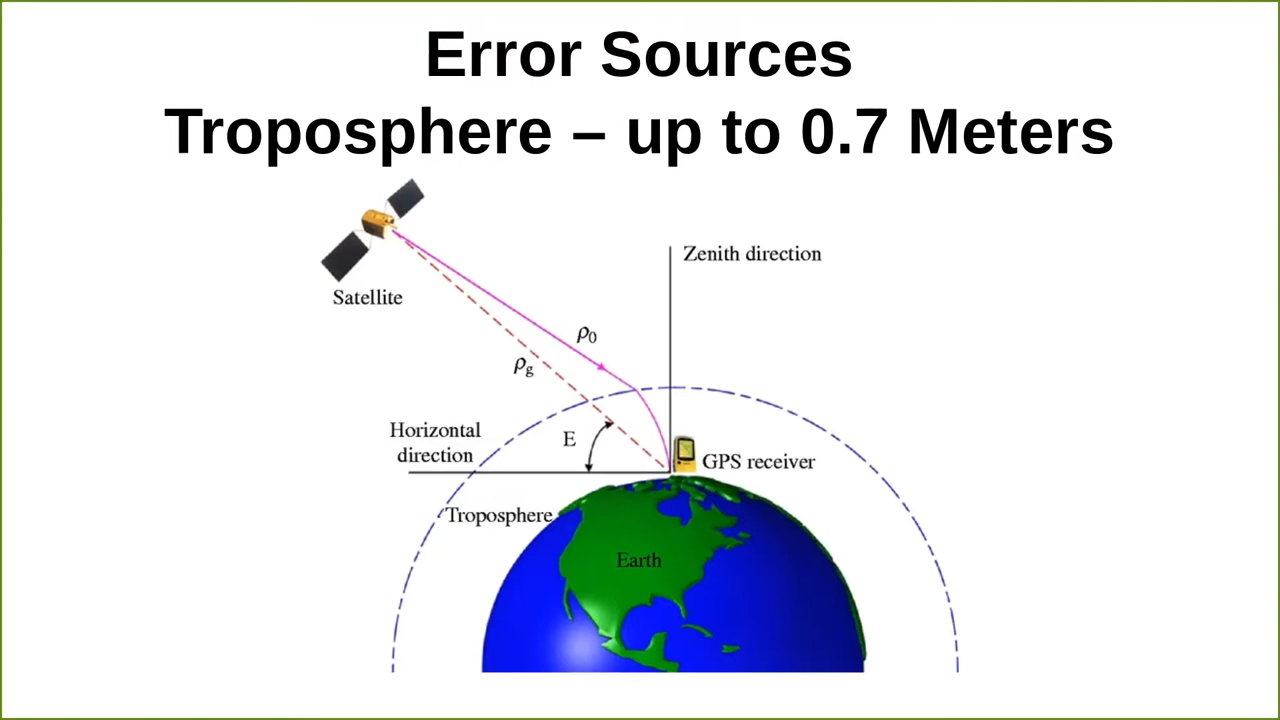 Error Sources
Troposphere – up to 0.7 Meters
Zenith direction
Satellite
ρ0
ρg
Horizontal
direction
E
GPS receiver
Troposphere
Earth